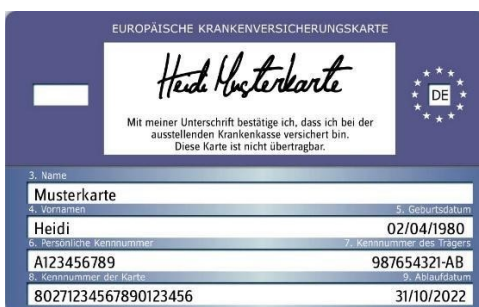 EUROPÄISCHE KRANKENVERSICHERUNGSKARTE
Heidi Musterkarte
DE
Mit meiner Unterschrift bestätige ich, dass ich bei der
ausstellenden Krankenkasse versichert bin.
Diese Karte ist nicht übertragbar.
3. Name
Musterkarte
4. Vornamen 5. Geburtsdatum
Heidi 02/04/1980
6. Persönliche Kennnummer 7. Kennnummer des Trägers
A123456789 987654321-AB
8. Kennnummer der Karte 9. Ablaufdatum
80271234567890123456 31/10/2022